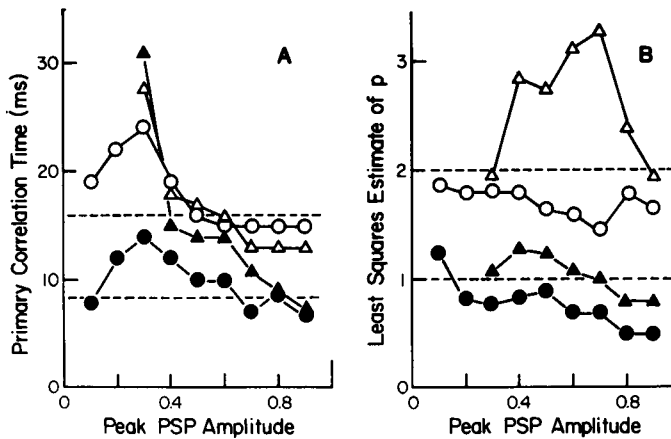 A
Primary Correlation Time (ms)
30
20
10
0
0 0.4 0.8
Peak PSP Amplitude
B
Least Squares Estimate of p
3
2
1
0
0 0.4 0.8
Peak PSP Amplitude